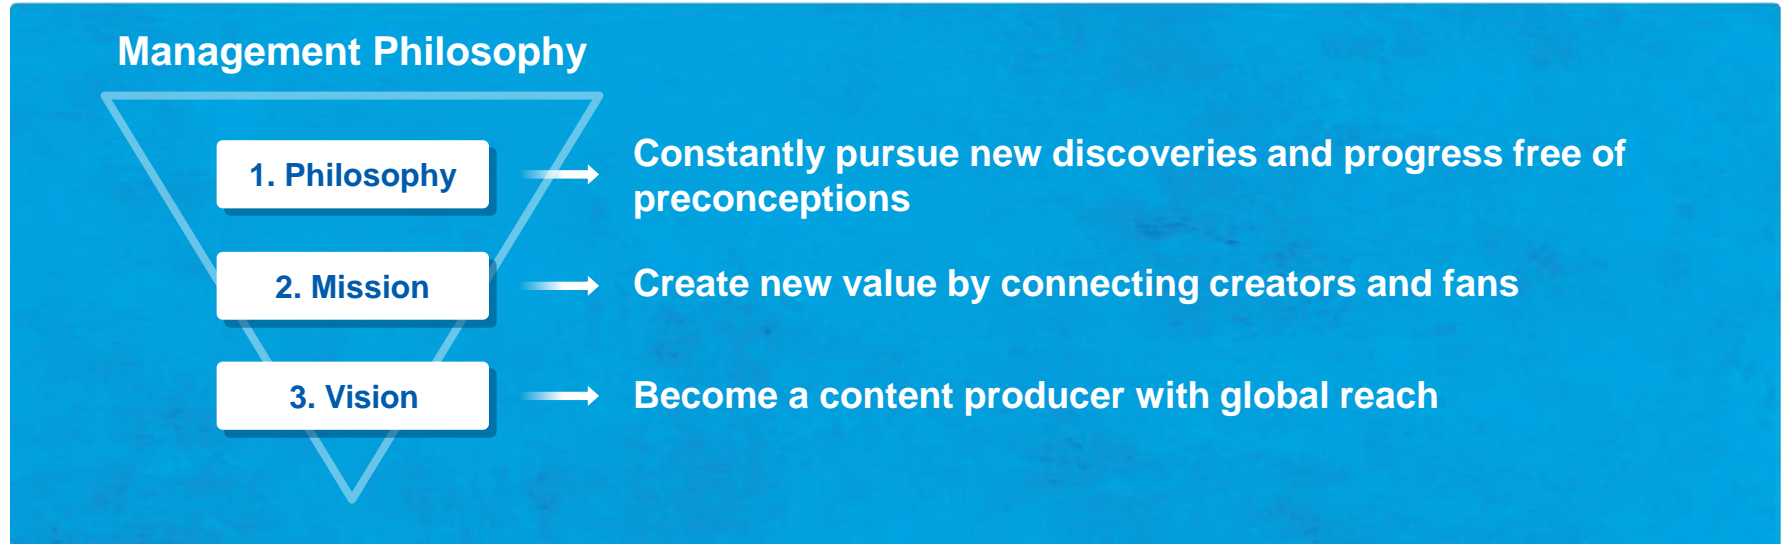 Management Philosophy
1. Philosophy
Constantly pursue new discoveries and progress free of
preconceptions
2. Mission
Create new value by connecting creators and fans
3. Vision
Become a content producer with global reach